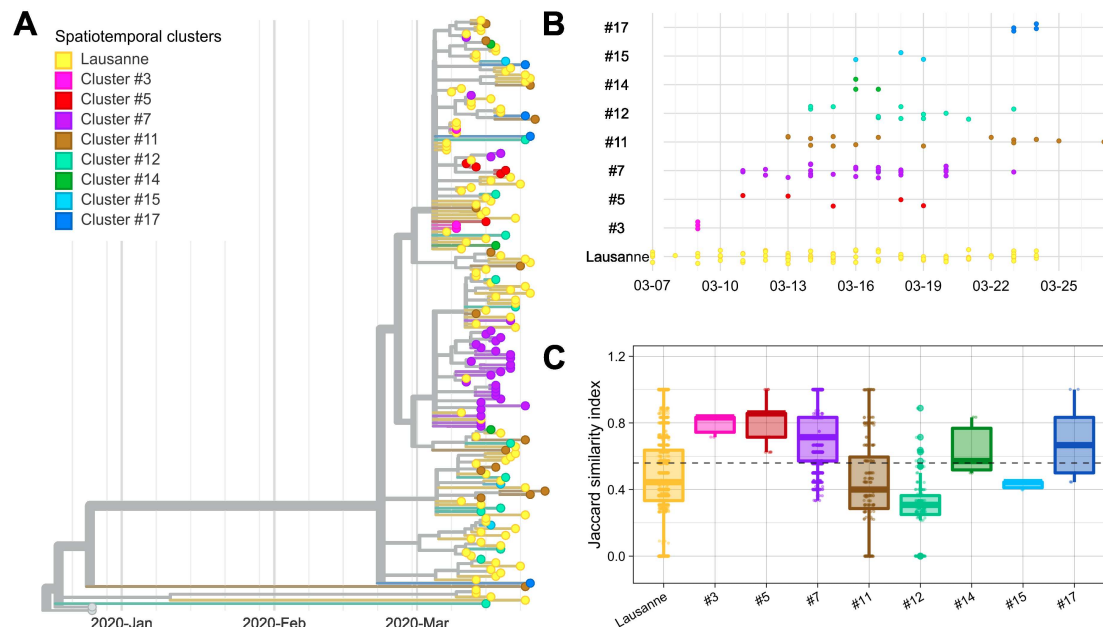 A
Spatiotemporal clusters
Lausanne
Cluster #3
Cluster #5
Cluster #7
Cluster #11
Cluster #12
Cluster #14
Cluster #15
Cluster #17
2020-Jan
2020-Feb
2020-Mar
B
#17
#15
#14
#12
#11
#7
#5
#3
Lausanne
03-07
03-10
03-13
03-16
03-19
03-22
03-25
C
Jaccard similarity index
1.2
0.8
0.4
0.0
Lausanne
#3
#5
#7
#11
#12
#14
#15
#17